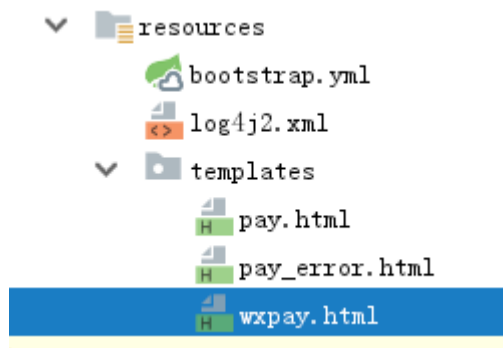 resources
bootstrap.yml
log4j2.xml
templates
pay.html
pay_error.html
wxpay.html